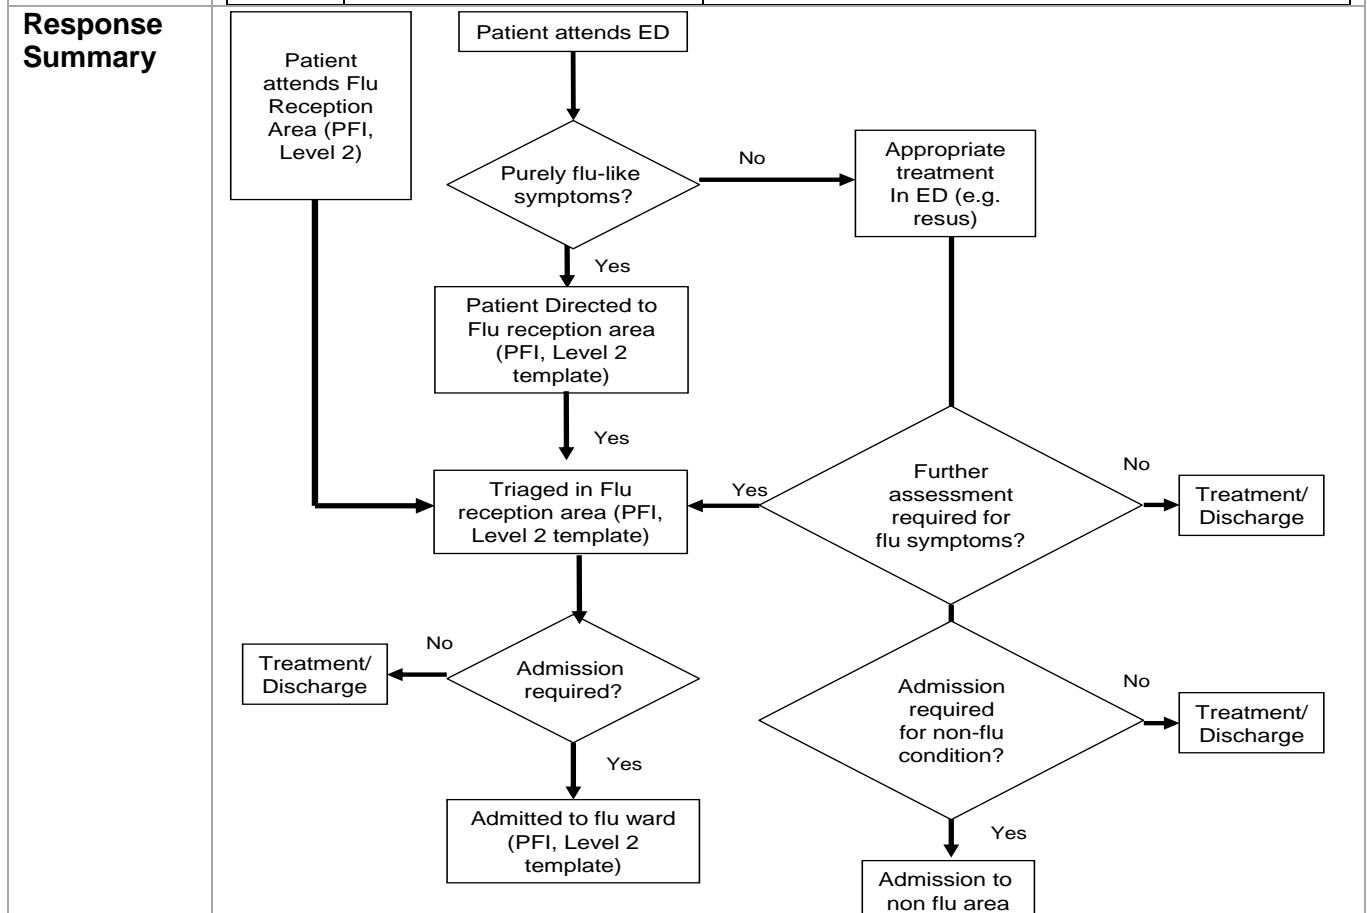 Response
Summary
Patient
attends Flu
Reception
Area (PFI,
Level 2)
Patient attends ED
Purely flu-like
symptoms?
No
Appropriate
treatment
In ED (e.g.
resus)
Yes
Patient Directed to
Flu reception area
(PFI, Level 2
template)
Yes
Triaged in Flu
reception area (PFI,
Level 2 template)
Yes
Further
assessment
required for
flu symptoms?
No
Treatment/
Discharge
No
Treatment/
Discharge
Admission
required?
Yes
Admitted to flu ward
(PFI, Level 2
template)
Admission
required
for non-flu
condition?
No
Treatment/
Discharge
Yes
Admission to
non flu area